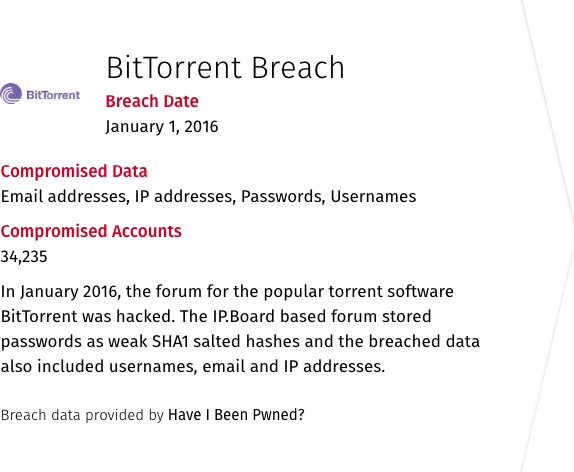 BitTorrent Breach
BitTorrent
Breach Date
January 1, 2016
Compromised Data
Email addresses, IP addresses, Passwords, Usernames
Compromised Accounts
34,235
In January 2016, the forum for the popular torrent software
BitTorrent was hacked. The IP.Board based forum stored
passwords as weak SHA1 salted hashes and the breached data
also included usernames, email and IP addresses.
Breach data provided by Have I Been Pwned?